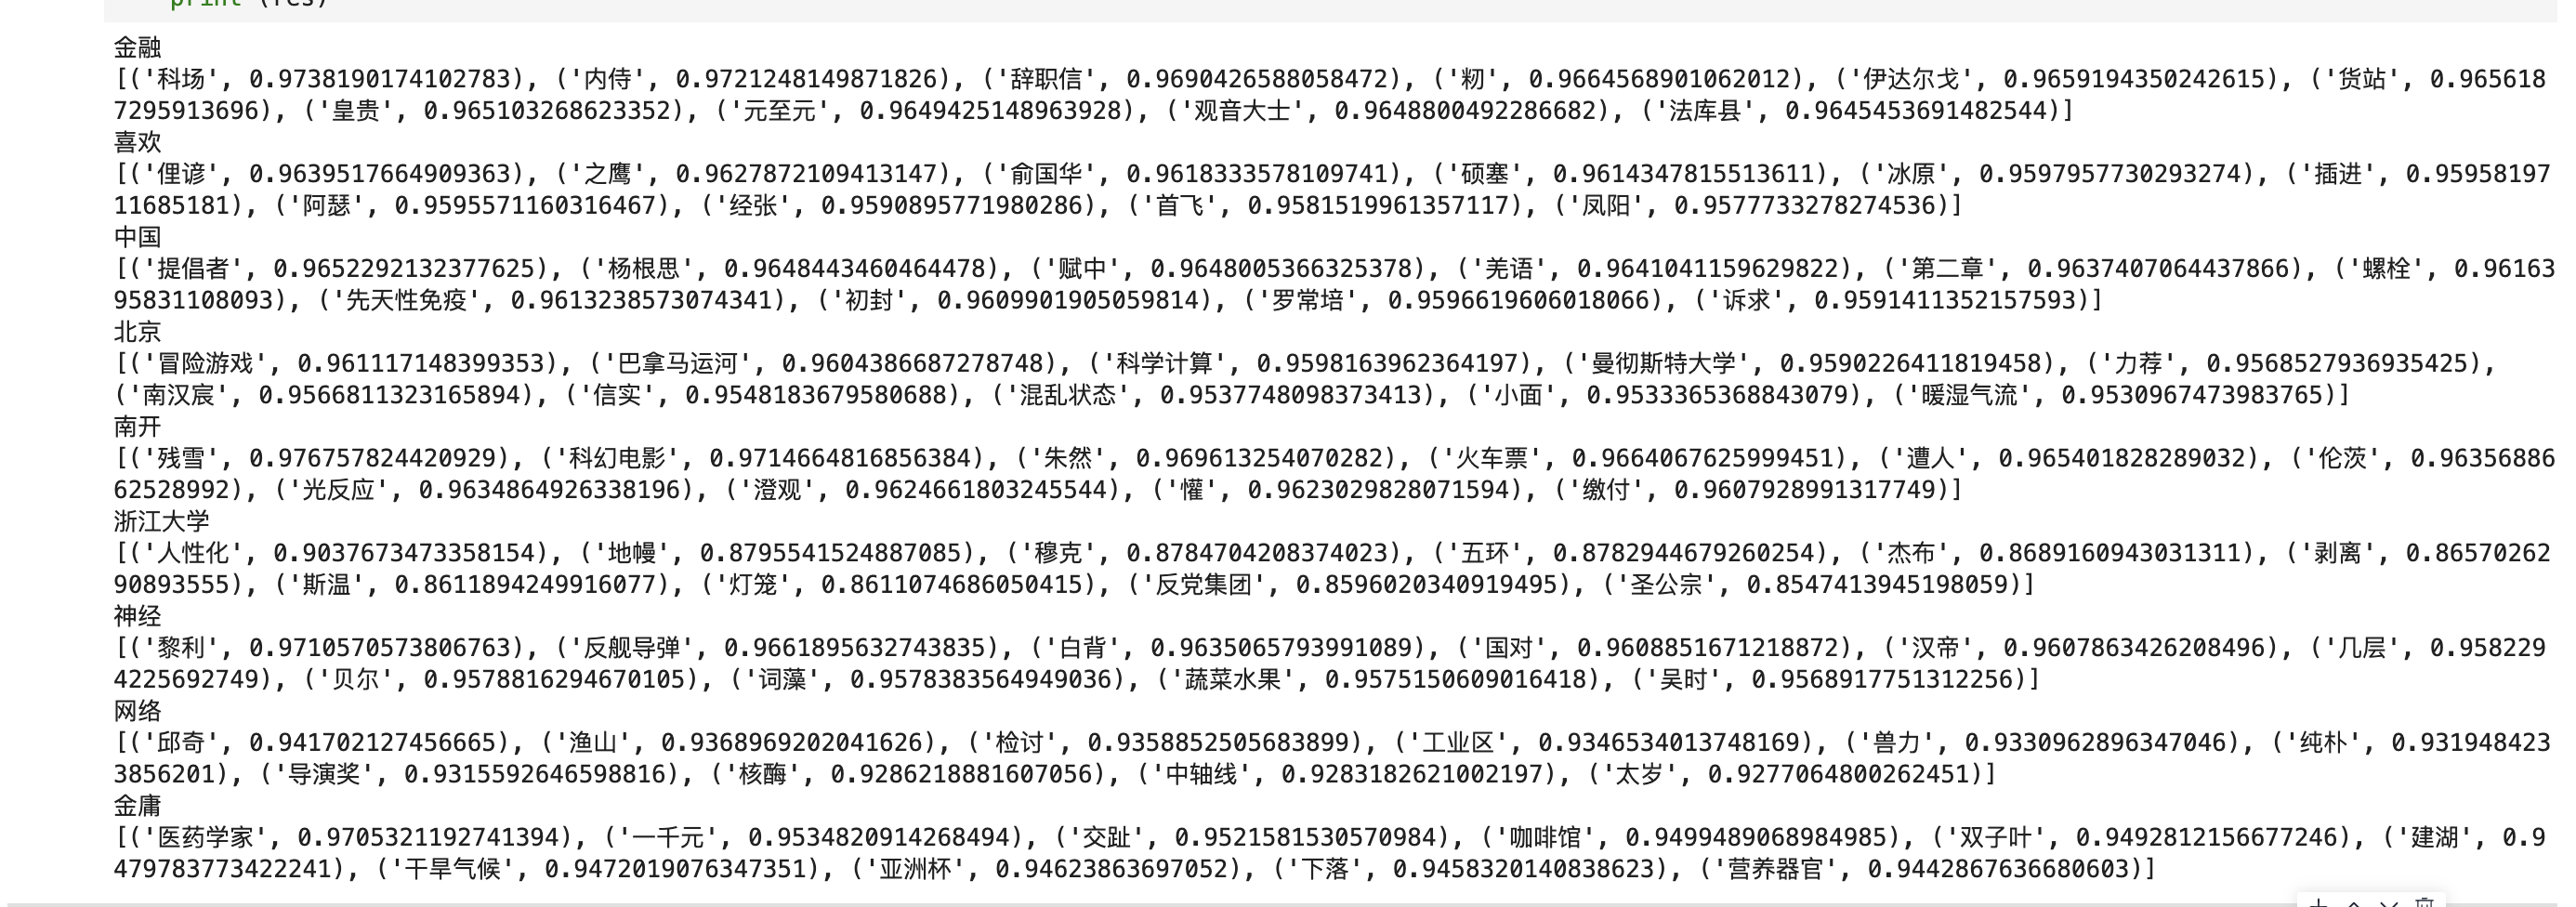 print (res)
金融
[('科场', 0.9738190174102783), ('内侍', 0.9721248149871826), ('辞职信', 0.9690426588058472), ('籾', 0.9664568901062012), ('伊达尔戈', 0.9659194350242615), ('货站', 0.965618
7295913696), ('皇贵', 0.965103268623352), ('元至元', 0.9649425148963928), ('观音大士', 0.9648800492286682), ('法库县', 0.9645453691482544)]
喜欢
[('俚谚', 0.9639517664909363), ('之鹰', 0.9627872109413147), ('俞国华', 0.9618333578109741), ('硕塞', 0.9614347815513611), ('冰原', 0.9597957730293274), ('插进', 0.95958197
11685181), ('阿瑟', 0.9595571160316467), ('经张', 0.9590895771980286), ('首飞', 0.9581519961357117), ('凤阳', 0.9577733278274536)]
中国
[('提倡者', 0.9652292132377625), ('杨根思', 0.9648443460464478), ('赋中', 0.9648005366325378), ('羌语', 0.9641041159629822), ('第二章', 0.9637407064437866), ('螺栓', 0.96163
95831108093), ('先天性免疫', 0.9613238573074341), ('初封', 0.9609901905059814), ('罗常培', 0.9596619606018066), ('诉求', 0.9591411352157593)]
北京
[('冒险游戏', 0.961117148399353), ('巴拿马运河', 0.9604386687278748), ('科学计算', 0.9598163962364197), ('曼彻斯特大学', 0.9590226411819458), ('力荐', 0.9568527936935425),
('南汉宸', 0.9566811323165894), ('信实', 0.9548183679580688), ('混乱状态', 0.9537748098373413), ('小面', 0.9533365368843079), ('暖湿气流', 0.9530967473983765)]
南开
[('残雪', 0.976757824420929), ('科幻电影', 0.9714664816856384), ('朱然', 0.969613254070282), ('火车票', 0.9664067625999451), ('遭人', 0.965401828289032), ('伦茨', 0.96356886
62528992), ('光反应', 0.9634864926338196), ('澄观', 0.9624661803245544), ('懽', 0.9623029828071594), ('缴付', 0.9607928991317749)]
浙江大学
[('人性化', 0.9037673473358154), ('地幔', 0.8795541524887085), ('穆克', 0.8784704208374023), ('五环', 0.8782944679260254), ('杰布', 0.8689160943031311), ('剥离', 0.86570262
90893555), ('斯温', 0.8611894249916077), ('灯笼', 0.8611074686050415), ('反党集团', 0.8596020340919495), ('圣公宗', 0.8547413945198059)]
神经
[('黎利', 0.9710570573806763), ('反舰导弹', 0.9661895632743835), ('白背', 0.9635065793991089), ('国对', 0.9608851671218872), ('汉帝', 0.9607863426208496), ('几层', 0.958229
4225692749), ('贝尔', 0.9578816294670105), ('词藻', 0.9578383564949036), ('蔬菜水果', 0.9575150609016418), ('吴时', 0.9568917751312256)]
网络
[('邱奇', 0.941702127456665), ('渔山', 0.9368969202041626), ('检讨', 0.9358852505683899), ('工业区', 0.9346534013748169), ('兽力', 0.9330962896347046), ('纯朴', 0.931948423
3856201), ('导演奖', 0.9315592646598816), ('核酶', 0.9286218881607056), ('中轴线', 0.9283182621002197), ('太岁', 0.9277064800262451)]
金庸
[('医药学家', 0.9705321192741394), ('一千元', 0.9534820914268494), ('交趾', 0.9521581530570984), ('咖啡馆', 0.9499489068984985), ('双子叶', 0.9492812156677246), ('建湖', 0.9
479783773422241), ('干旱气候', 0.9472019076347351), ('亚洲杯', 0.94623863697052), ('下落', 0.9458320140838623), ('营养器官', 0.9442867636680603)]